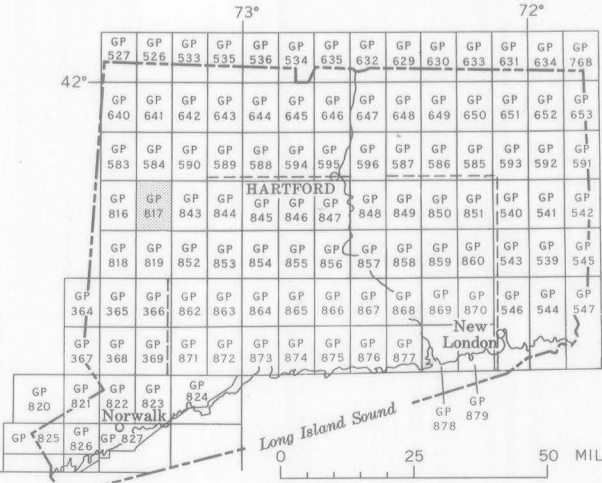 73° 72°
GP 527 GP 526 GP 533 GP 535 GP 536 GP 534 GP 635 GP 632 GP 629 GP 630 GP 633 GP 631 GP 634 GP 768
42°
GP 640 GP 641 GP 642 GP 643 GP 644 GP 645 GP 646 GP 647 GP 648 GP 649 GP 650 GP 651 GP 652 GP 653
GP 583 GP 584 GP 590 GP 589 GP 588 GP 594 GP 595 GP 596 GP 587 GP 586 GP 585 GP 593 GP 592 GP 591
HARTFORD
GP 816 GP 817 GP 843 GP 844 GP 845 GP 846 GP 847 GP 848 GP 849 GP 850 GP 851 GP 540 GP 541 GP 542
GP 818 GP 819 GP 852 GP 853 GP 854 GP 855 GP 856 GP 857 GP 858 GP 859 GP 860 GP 543 GP 539 GP 545
GP 364 GP 365 GP 366 GP 862 GP 863 GP 864 GP 865 GP 866 GP 867 GP 868 GP 869 GP 870 GP 546 GP 544 GP 547
New London
GP 367 GP 368 GP 369 GP 871 GP 872 GP 873 GP 874 GP 875 GP 876 GP 877
GP 820 GP 821 GP 822 GP 823 GP 824
GP 878 GP 879
Norwalk
GP 825 GP 826 GP 827
Long Island Sound
0 25 50 MIL